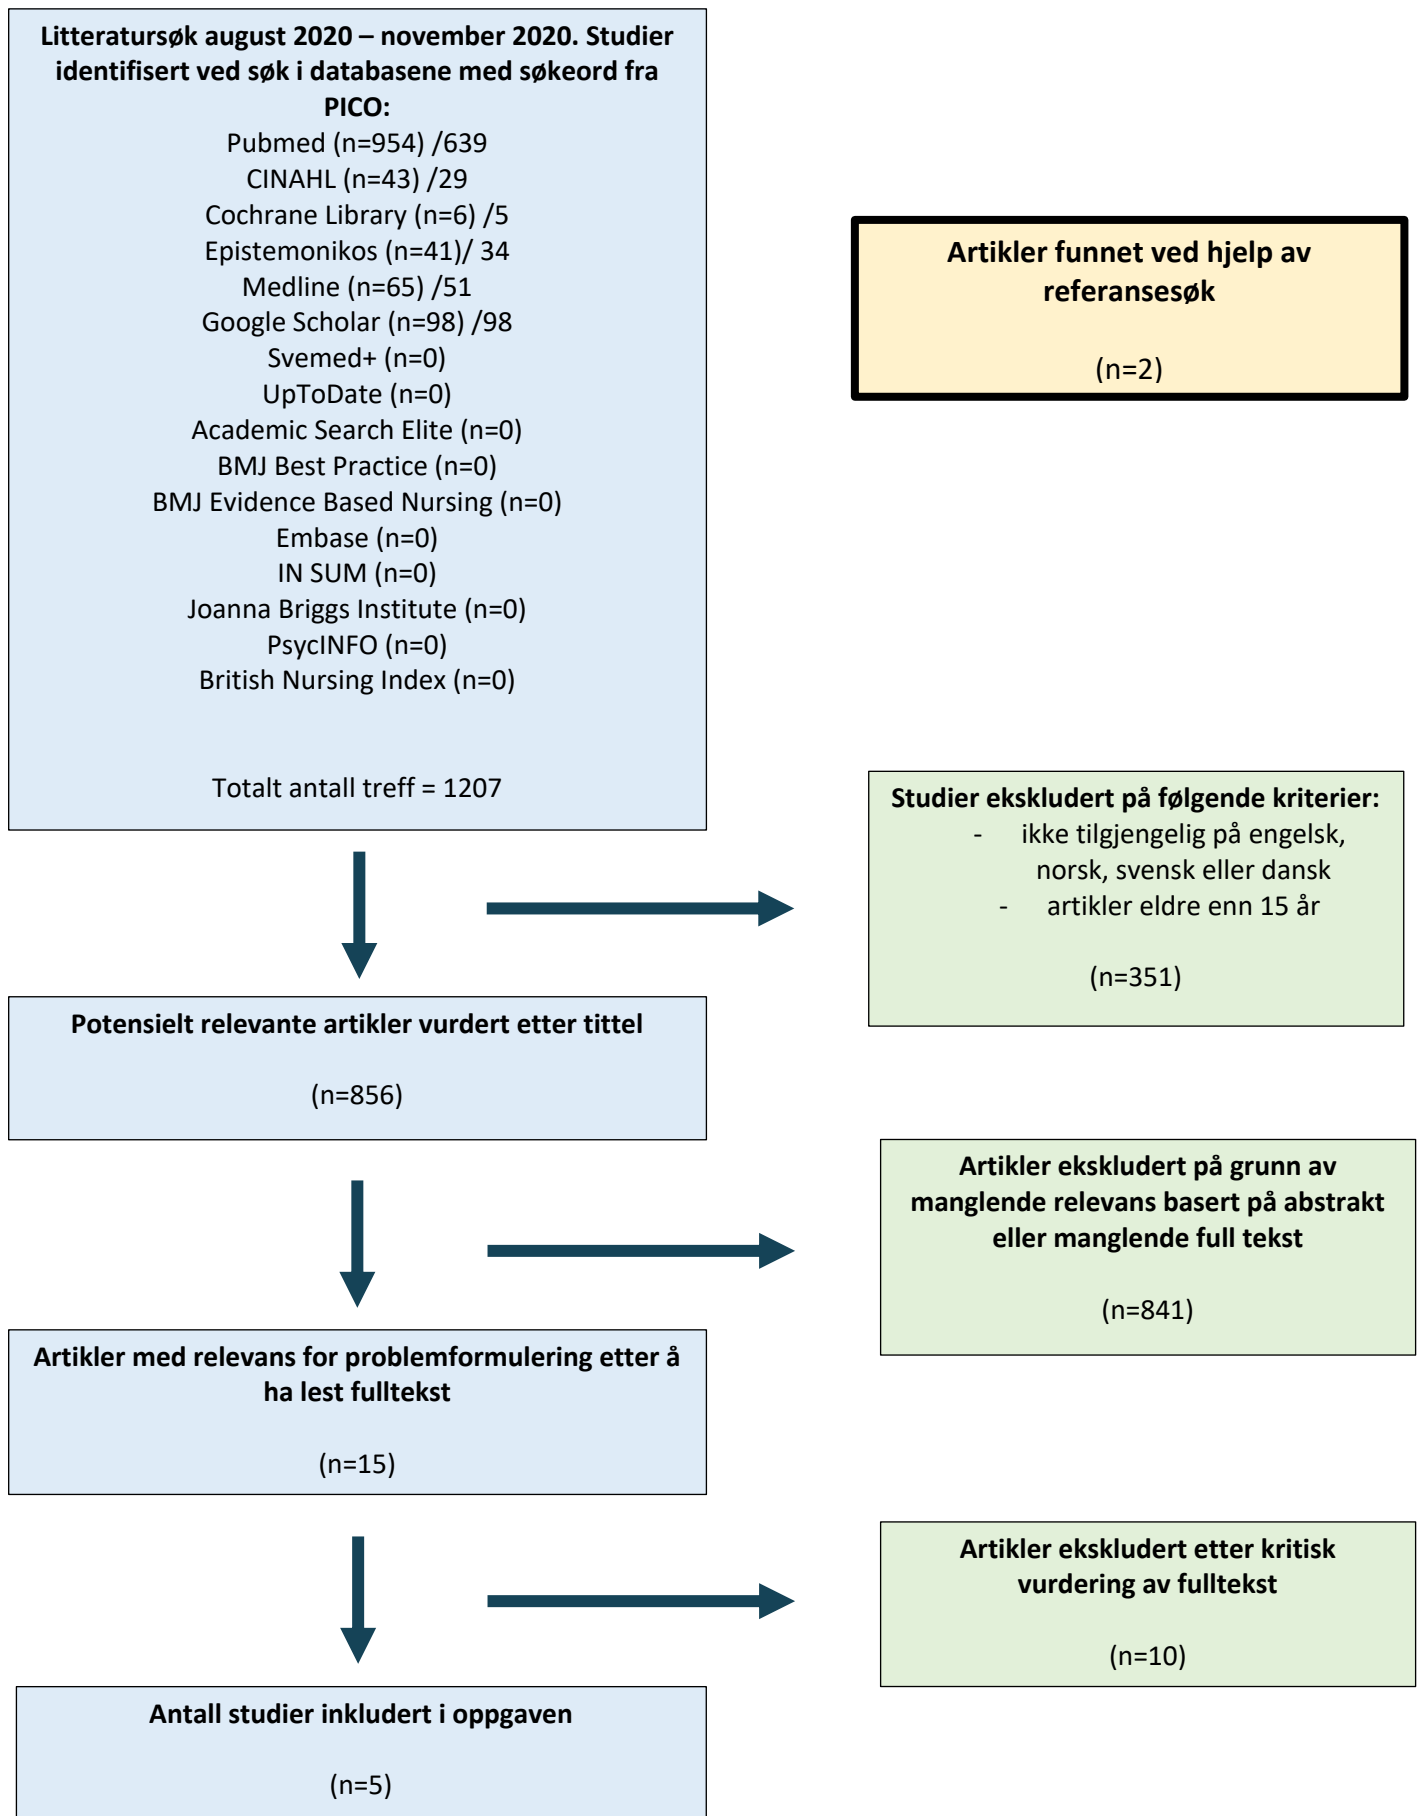 Litteratursøk august 2020 – november 2020. Studier
identifisert ved søk i databasene med søkeord fra
PICO:
Pubmed (n=954) /639
CINAHL (n=43) /29
Cochrane Library (n=6) /5
Epistemonikos (n=41)/ 34
Medline (n=65) /51
Google Scholar (n=98) /98
Svemed+ (n=0)
UpToDate (n=0)
Academic Search Elite (n=0)
BMJ Best Practice (n=0)
BMJ Evidence Based Nursing (n=0)
Embase (n=0)
IN SUM (n=0)
Joanna Briggs Institute (n=0)
PsycINFO (n=0)
British Nursing Index (n=0)
Totalt antall treff = 1207
Artikler funnet ved hjelp av
referansesøk
(n=2)
Studier ekskludert på følgende kriterier:
- ikke tilgjengelig på engelsk,
norsk, svensk eller dansk
- artikler eldre enn 15 år
(n=351)
Potensielt relevante artikler vurdert etter tittel
(n=856)
Artikler ekskludert på grunn av
manglende relevans basert på abstrakt
eller manglende full tekst
(n=841)
Artikler med relevans for problemformulering etter å
ha lest fulltekst
(n=15)
Artikler ekskludert etter kritisk
vurdering av fulltekst
(n=10)
Antall studier inkludert i oppgaven
(n=5)